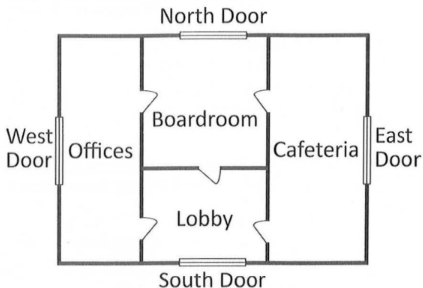 North Door
Boardroom
West
Door
Offices
Cafeteria
East
Door
Lobby
South Door